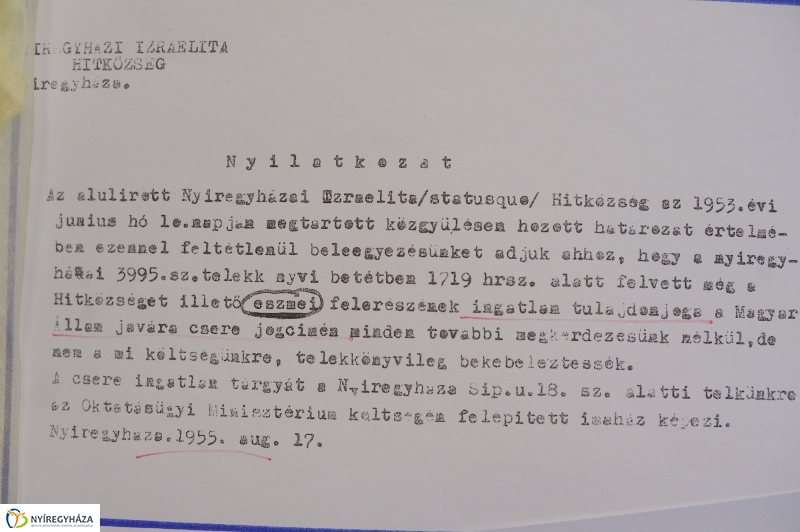 IREGYHAZI IZRAELITA
HITKÖZSÉG
iregyháza.
Nyilatkozat
Az alulirott Nyiregyházai Izraelita/statusque/ Hitközség az 1953.évi
junius hó 1e.napján megtartott közgyülésen hozott határozat értelmé-
ben ezennel feltétlenül beleegyezésünket adjuk ahhoz, hogy a nyiregy-
házai 3995.sz.telekk nyvi betétben 1719 hrsz. alatt felvett még a
Hitközséget illető eszmei felerészének ingatlan tulajdonjoga a Magyar
állam javára csere jogcimén minden további megkérdezésünk nélkül,de
nem a mi költségünkre, telekkönyvileg bekebeleztessék.
A csere ingatlan tárgyát a Nyiregyháza Sip.u.18. sz. alatti telkünkre
az Oktatásügyi Minisztérium költségén felépitett imaház képezi.
Nyiregyháza.1955. aug. 17.
NYÍREGYHÁZA